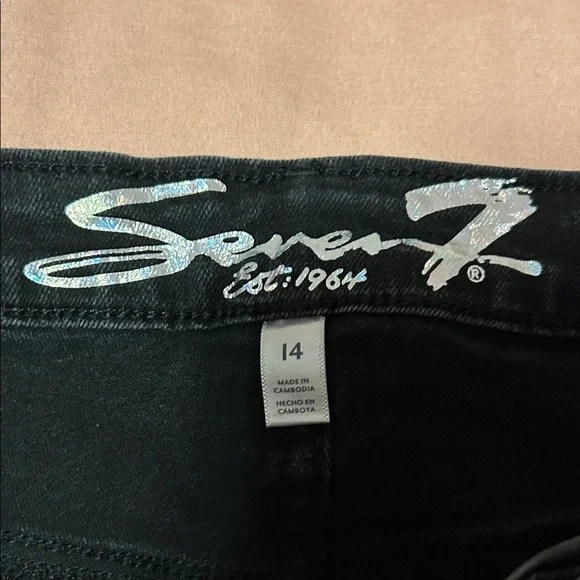 Seven7®
Est: 1964
14
MADE IN
CAMBODIA
HECHO EN
CAMBOYA